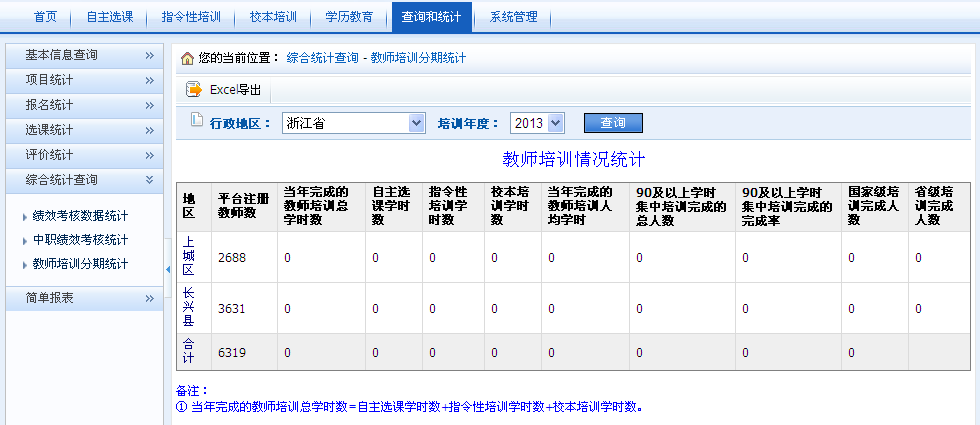 首页 自主选课 指令性培训 校本培训 学历教育 查询和统计 系统管理
基本信息查询
项目统计
报名统计
选课统计
评价统计
综合统计查询
绩效考核数据统计
中职绩效考核统计
教师培训分期统计
简单报表
您的当前位置： 综合统计查询 - 教师培训分期统计
Excel导出
行政地区： 浙江省 培训年度： 2013 查询
教师培训情况统计
地区 平台注册教师数 当年完成的教师培训总学时数 自主选课学时数 指令性培训学时数 校本培训学时数 当年完成的教师培训人均学时 90及以上学时集中培训完成的总人数 90及以上学时集中培训完成的完成率 国家级培训完成人数 省级培训完成人数
上城区 2688 0 0 0 0 0 0 0 0 0
长兴县 3631 0 0 0 0 0 0 0 0 0
合计 6319 0 0 0 0 0 0 0 0
备注：
① 当年完成的教师培训总学时数=自主选课学时数+指令性培训学时数+校本培训学时数。